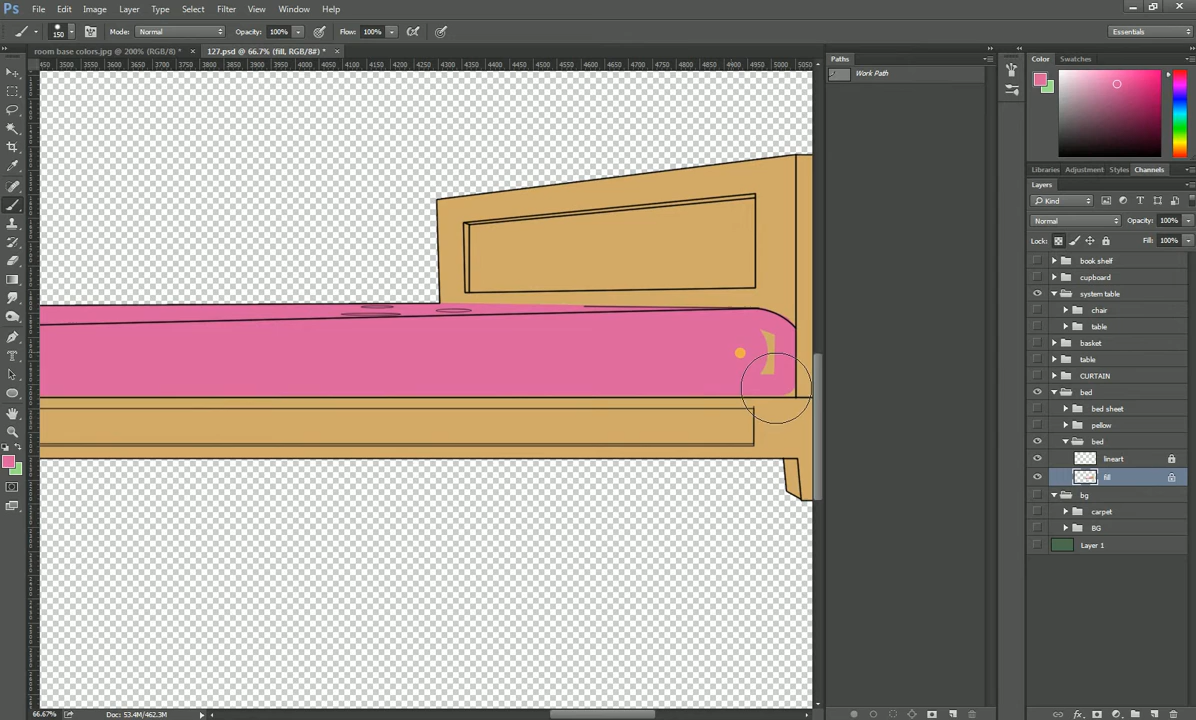 Ps File Edit Image Layer Type Select Filter View Window Help
150 Mode: Normal Opacity: 100% Flow: 100% Essentials
room base colors.jpg @ 200% (RGB/8) * × 127.psd @ 66.7% (fill, RGB/8#) * ×
Paths
Work Path
Color Swatches
Libraries Adjustment Styles Channels
Layers
Kind
Normal Opacity: 100%
Lock: Fill: 100%
book shelf
cupboard
system table
chair
table
basket
table
CURTAIN
bed
bed sheet
pellow
bed
lineart
fill
bg
carpet
BG
Layer 1
66.67% Doc: 53.4M/462.3M